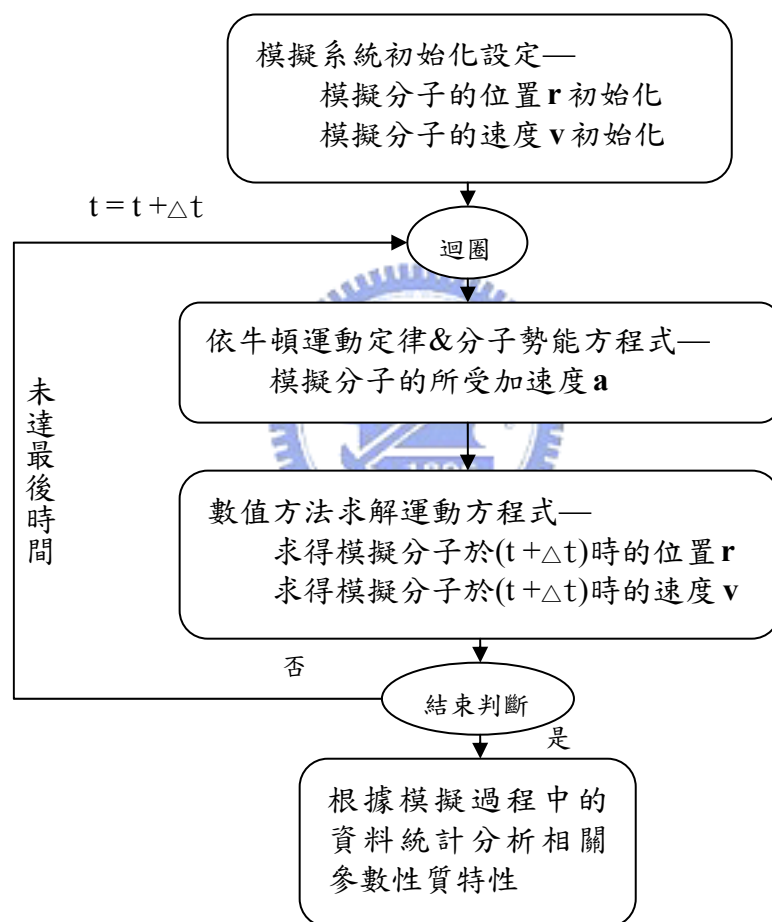 模擬系統初始化設定—
模擬分子的位置 r 初始化
模擬分子的速度 v 初始化
t = t +△t
迴圈
依牛頓運動定律&分子勢能方程式—
模擬分子的所受加速度 a
未達最後時間
數值方法求解運動方程式—
求得模擬分子於(t +△t)時的位置 r
求得模擬分子於(t +△t)時的速度 v
否
結束判斷
是
根據模擬過程中的
資料統計分析相關
參數性質特性